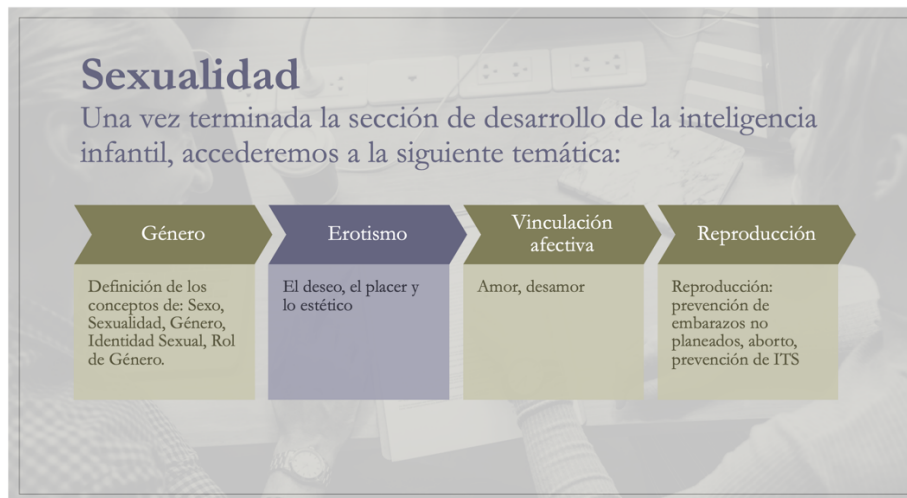 Sexualidad
Una vez terminada la sección de desarrollo de la inteligencia
infantil, accederemos a la siguiente temática:
Género
Definición de los
conceptos de: Sexo,
Sexualidad, Género,
Identidad Sexual, Rol
de Género.
Erotismo
El deseo, el placer y
lo estético
Vinculación
afectiva
Amor, desamor
Reproducción
Reproducción:
prevención de
embarazos no
planeados, aborto,
prevención de ITS